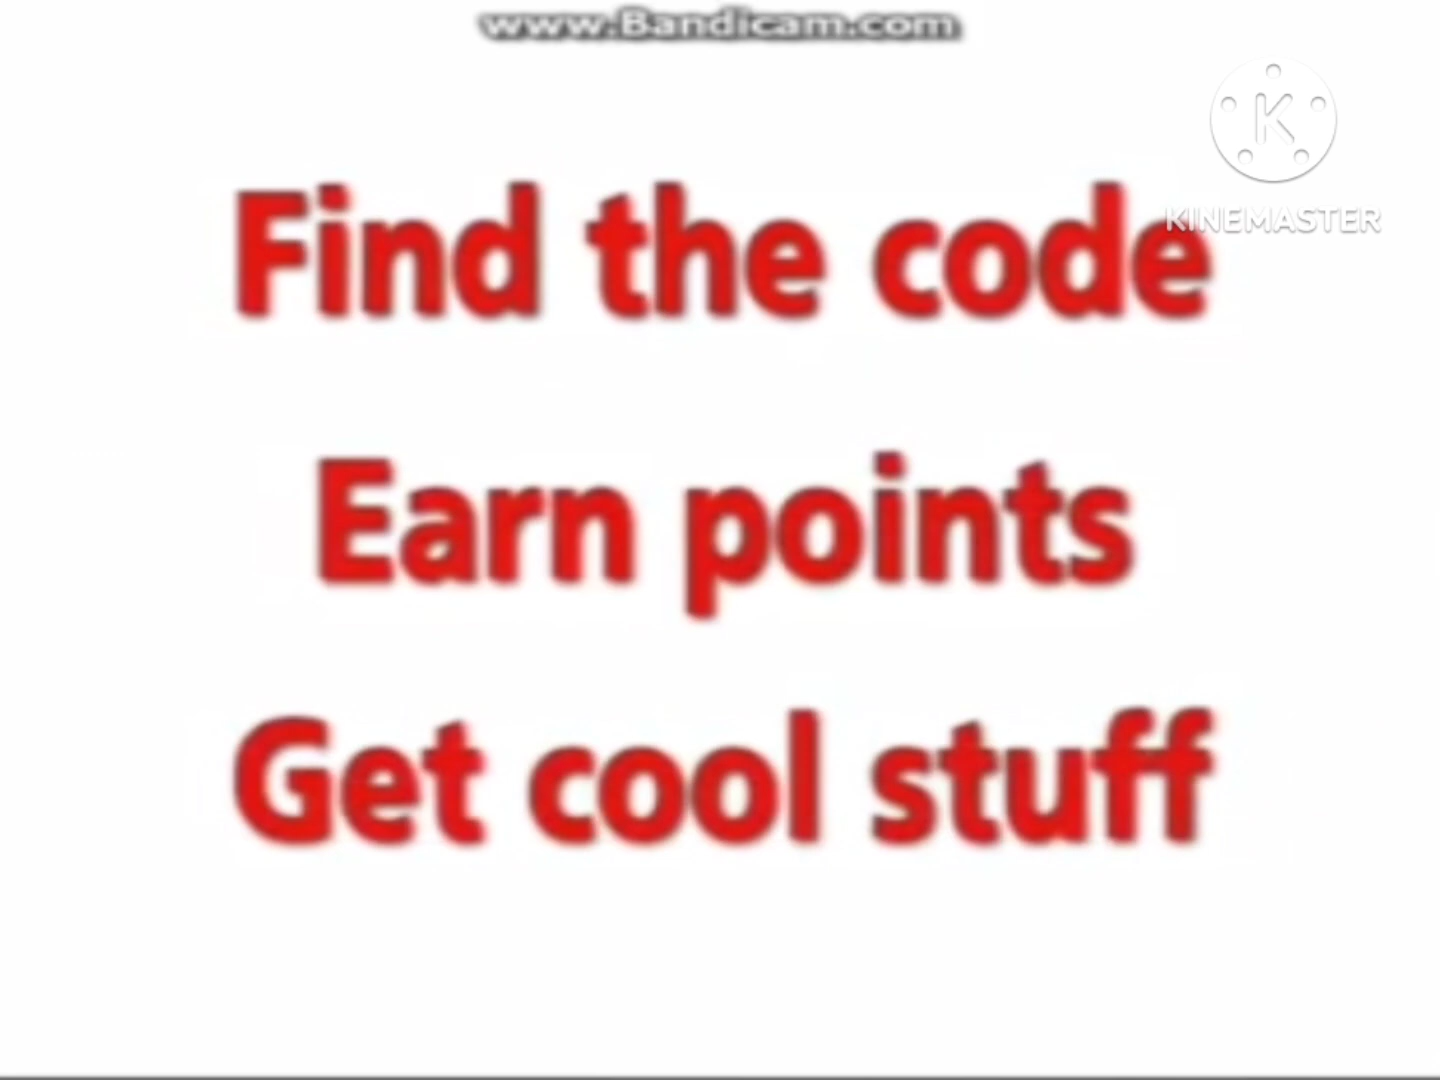 www.Bandicam.com
K
KINEMASTER
Find the code
Earn points
Get cool stuff